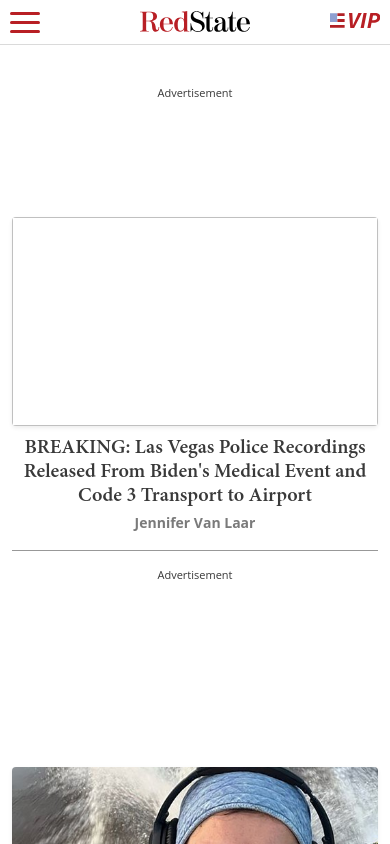 RedState
VIP
Advertisement
BREAKING: Las Vegas Police Recordings
Released From Biden's Medical Event and
Code 3 Transport to Airport
Jennifer Van Laar
Advertisement